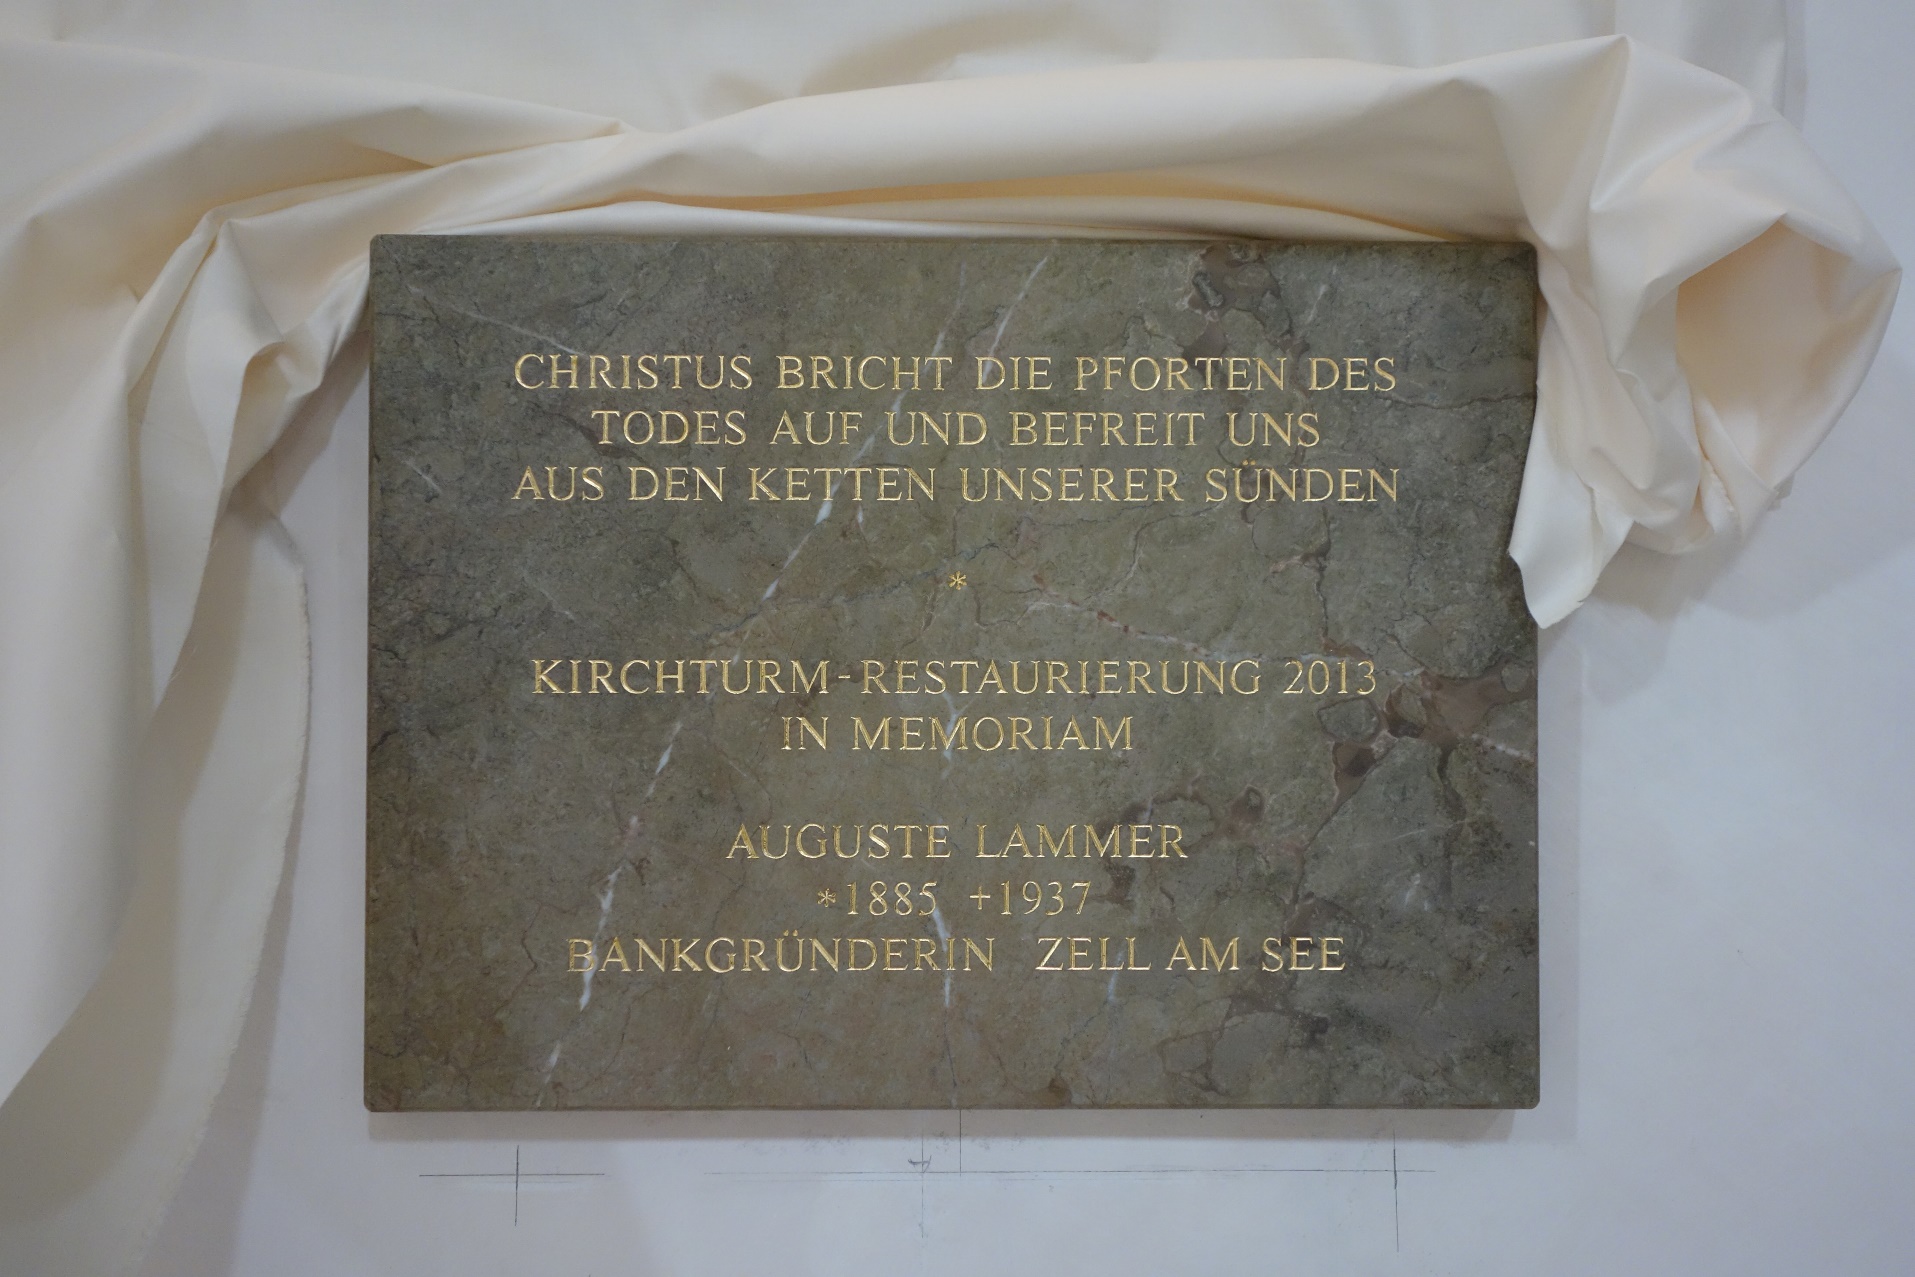 CHRISTUS BRICHT DIE PFORTEN DES
TODES AUF UND BEFREIT UNS
AUS DEN KETTEN UNSERER SÜNDEN
*
KIRCHTURM-RESTAURIERUNG 2013
IN MEMORIAM
AUGUSTE LAMMER
*1885 +1937
BANKGRÜNDERIN ZELL AM SEE